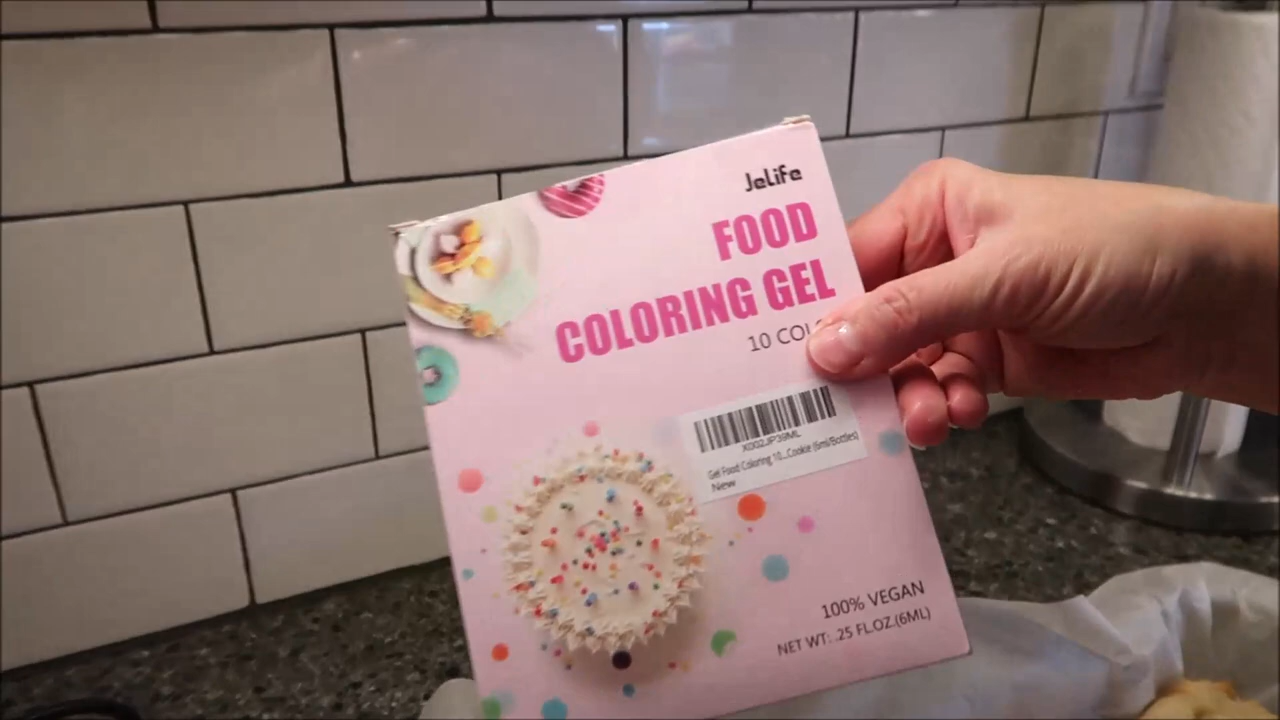 JeLife
FOOD
COLORING GEL
10
X002JP39ML
Gel Food Coloring 10...Cookie (6ml/Bottles)
New
100% VEGAN
NET WT: .25 FL.OZ.(6ML)